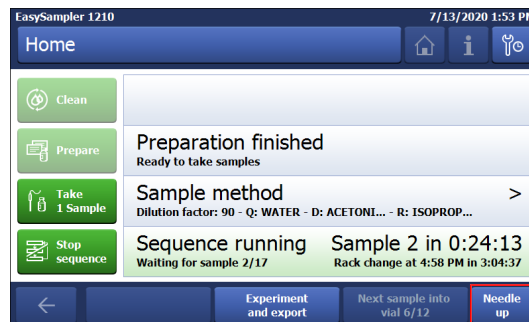 EasySampler 1210 7/13/2020 1:53 PM
Home
Clean
Prepare
Preparation finished
Ready to take samples
Take
1 Sample
Sample method >
Dilution factor: 90 - Q: WATER - D: ACETONI... - R: ISOPROP...
Stop
sequence
Sequence running Sample 2 in 0:24:13
Waiting for sample 2/17 Rack change at 4:58 PM in 3:04:37
Experiment
and export
Next sample into
vial 6/12
Needle
up